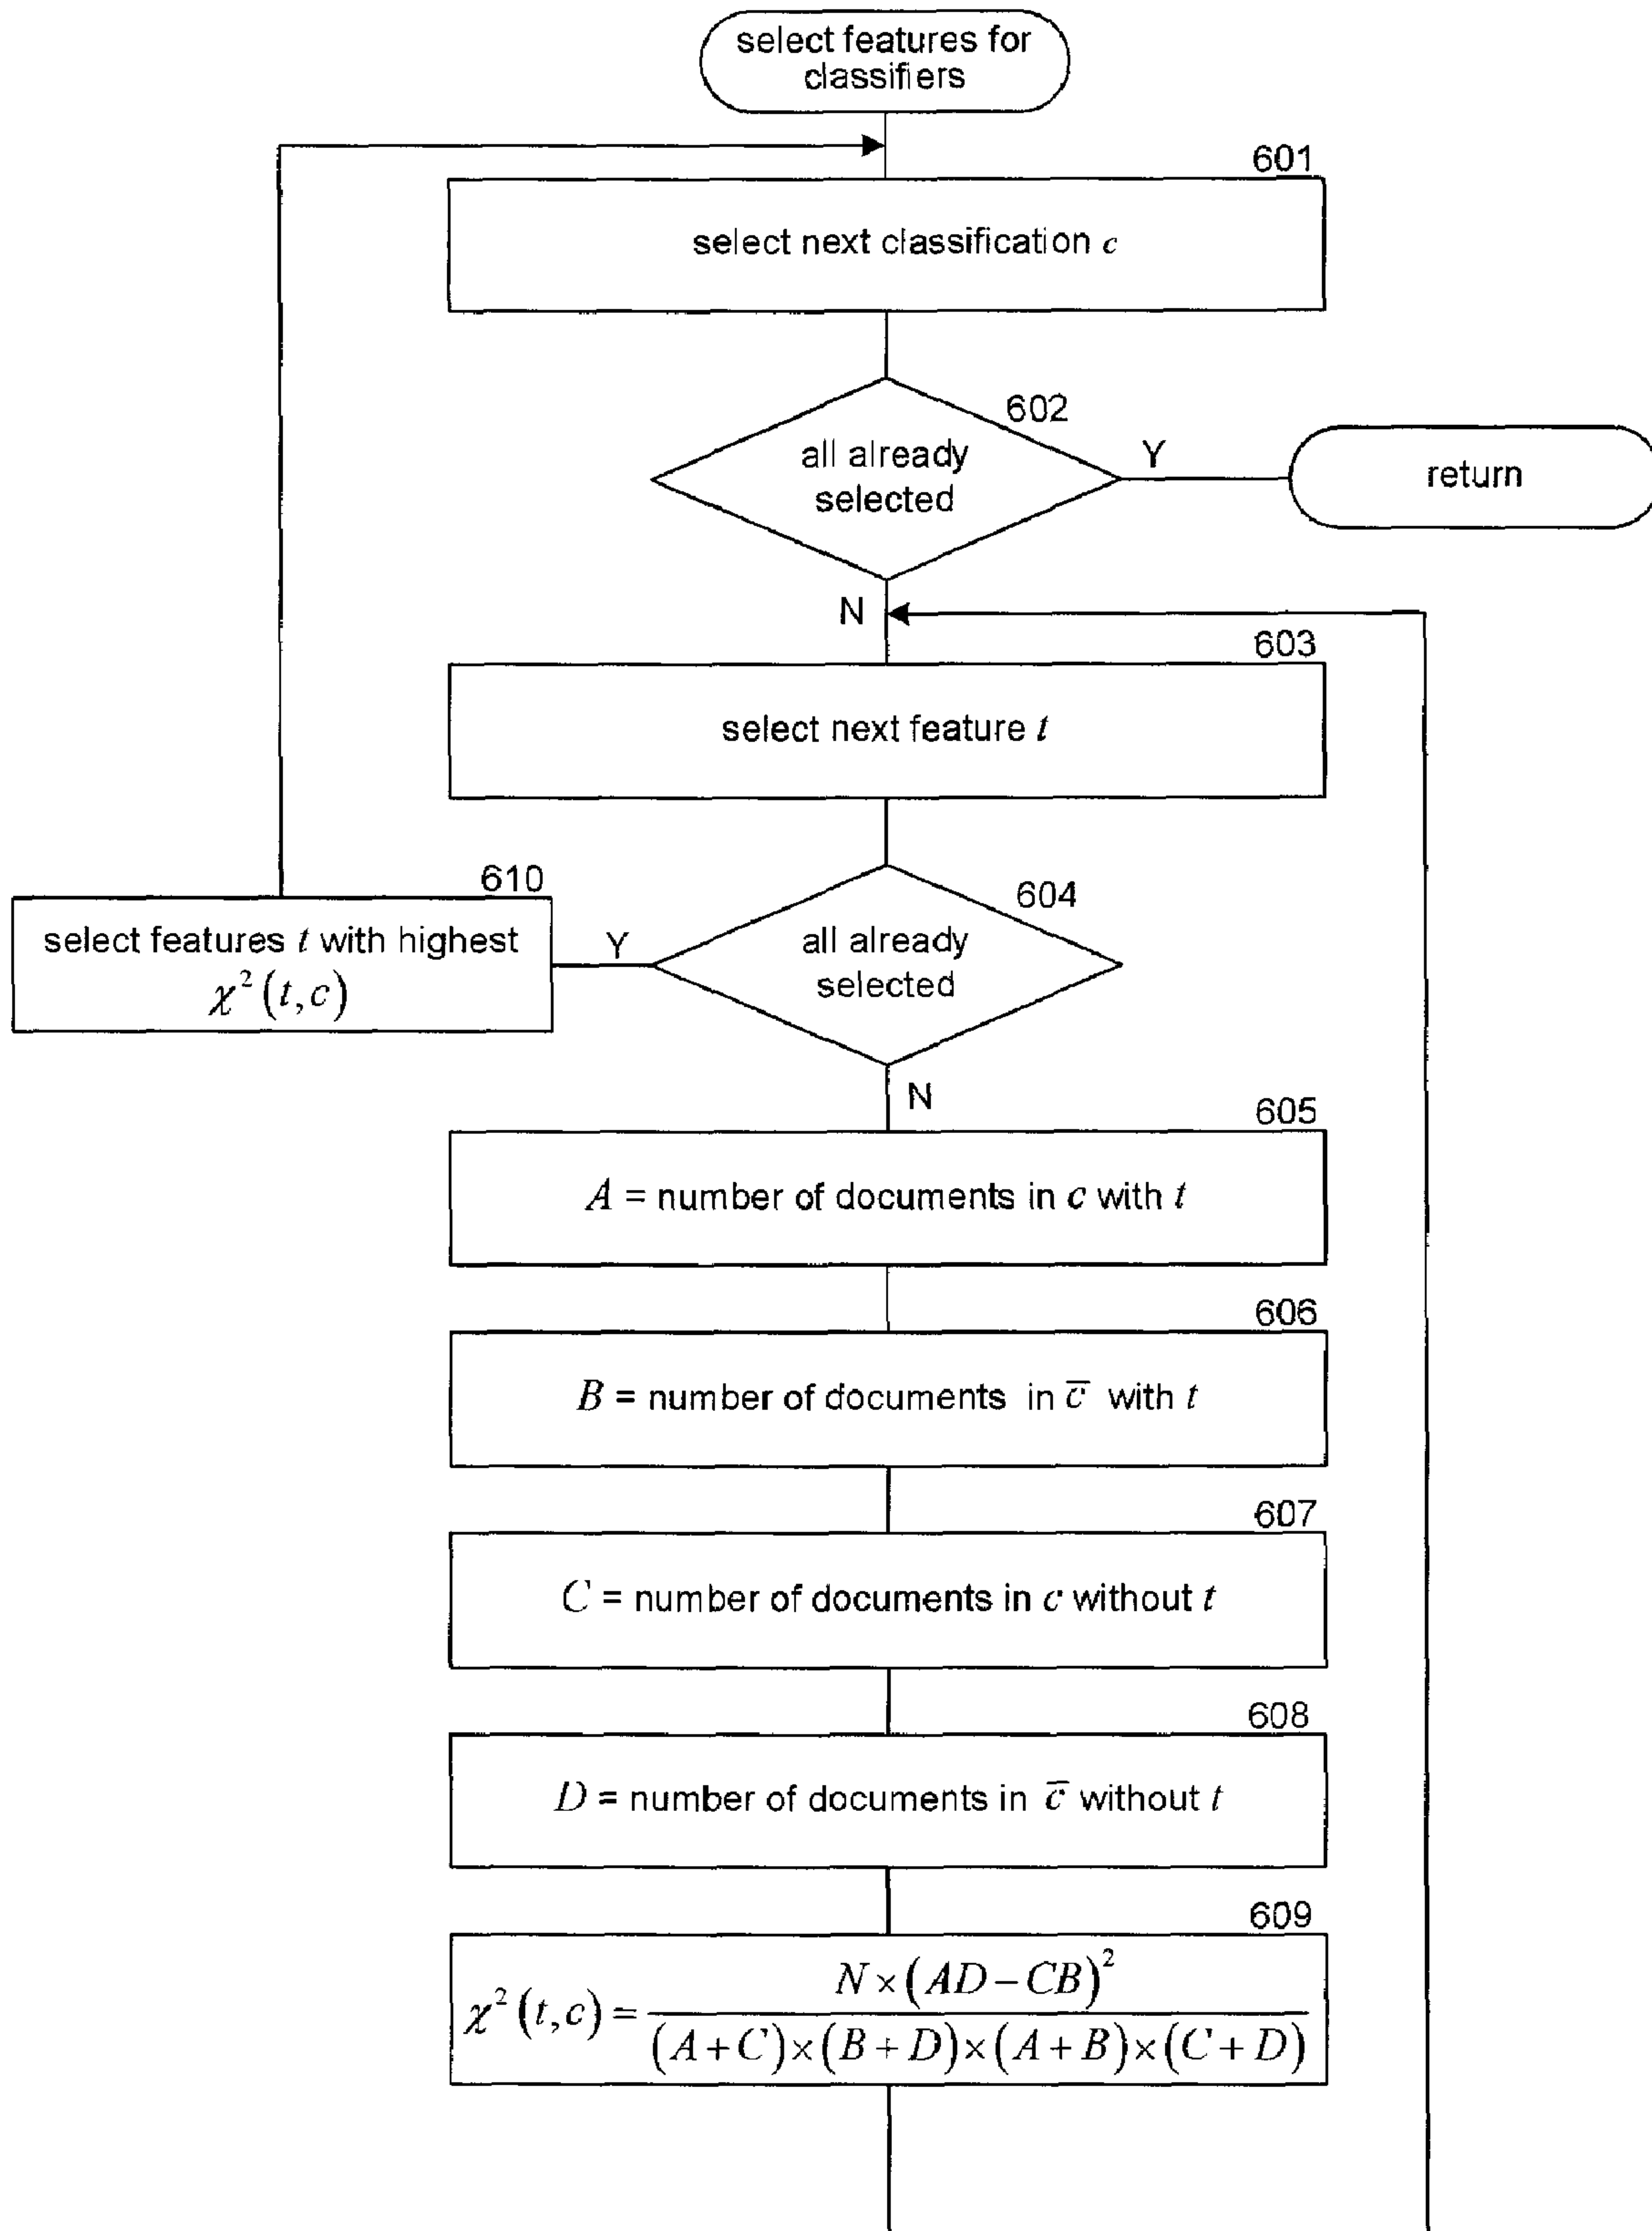 select features for
classifiers
601
select next classification c
602
all already
selected
Y
return
N
603
select next feature t
610
select features t with highest
χ² (t,c)
Y
604
all already
selected
N
605
A = number of documents in c with t
606
B = number of documents in c̄ with t
607
C = number of documents in c without t
608
D = number of documents in c̄ without t
609
χ² (t,c) = N×(AD−CB)² / (A+C)×(B+D)×(A+B)×(C+D)